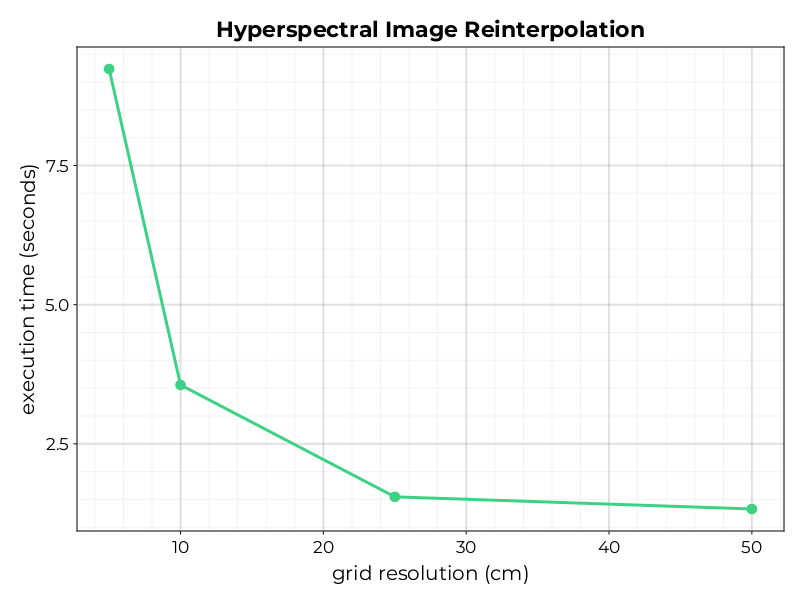 Hyperspectral Image Reinterpolation
execution time (seconds)
7.5
5.0
2.5
10 20 30 40 50
grid resolution (cm)